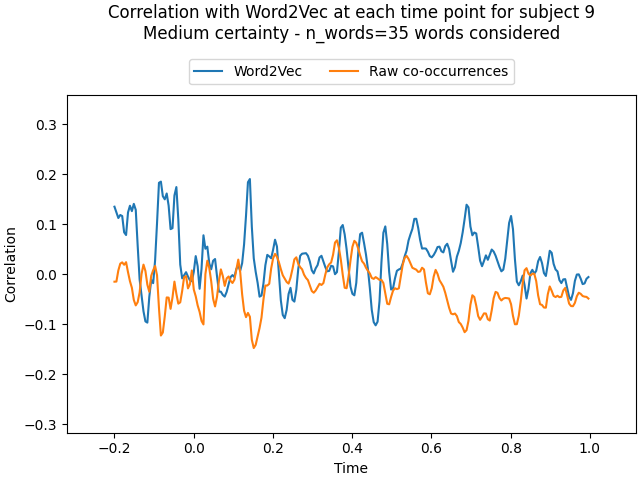 Correlation with Word2Vec at each time point for subject 9
Medium certainty - n_words=35 words considered
Word2Vec
Raw co-occurrences
Correlation
0.3
0.2
0.1
0.0
−0.1
−0.2
−0.3
−0.2
0.0
0.2
0.4
0.6
0.8
1.0
Time